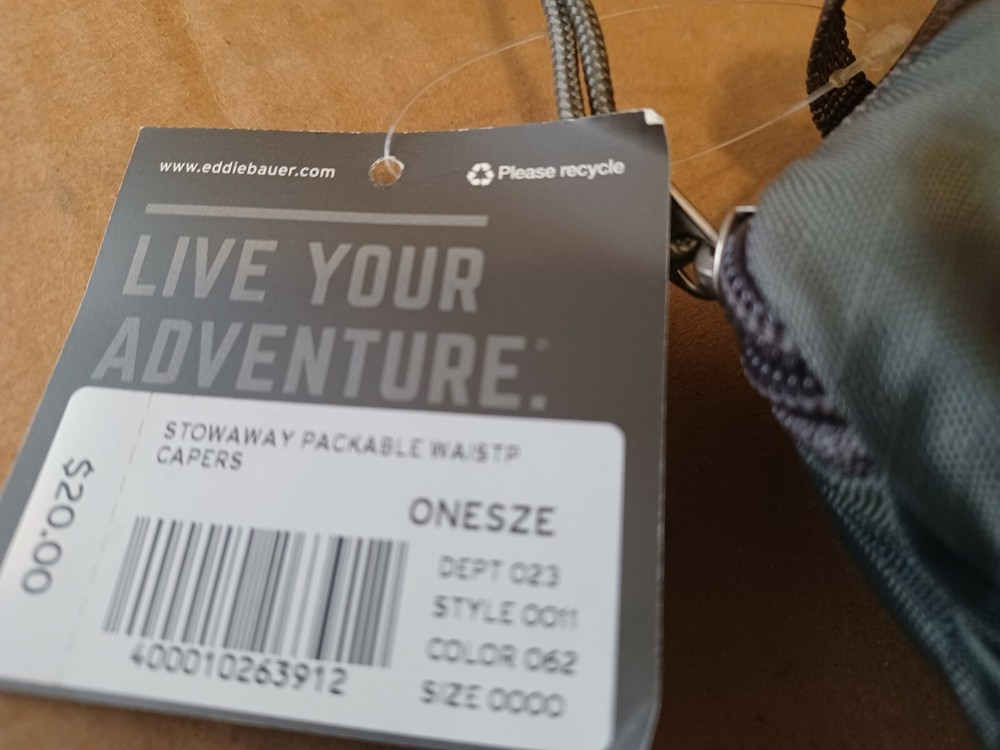 www.eddiebauer.com
Please recycle
LIVE YOUR
ADVENTURE.
STOWAWAY PACKABLE WAISTP
CAPERS
$20.00
ONESZE
DEPT 023
STYLE 0011
COLOR 062
SIZE 0000
400010263912